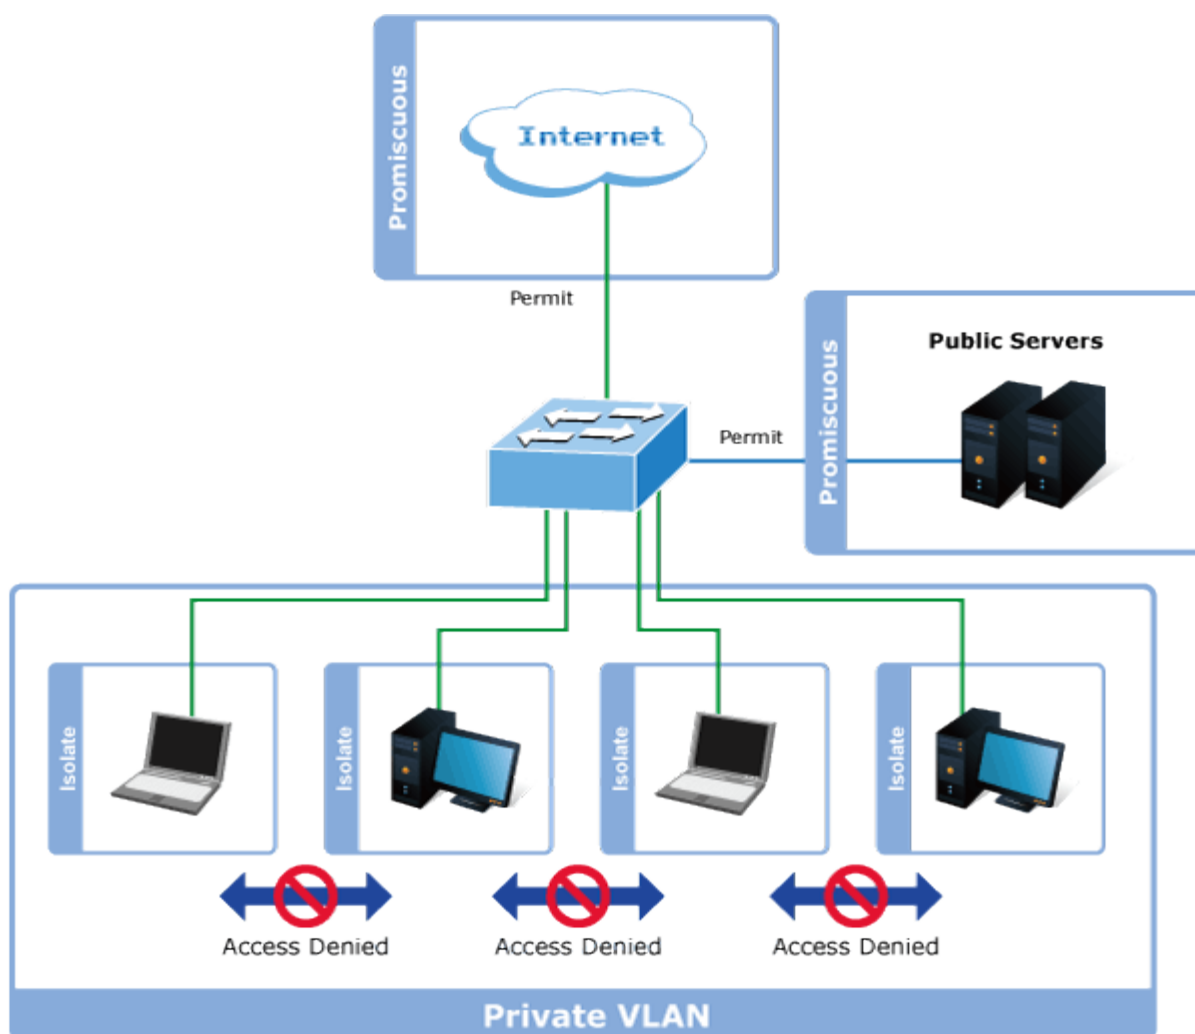 Promiscuous
Internet
Permit
Promiscuous
Public Servers
Permit
Isolate
Isolate
Isolate
Isolate
Access Denied
Access Denied
Access Denied
Private VLAN